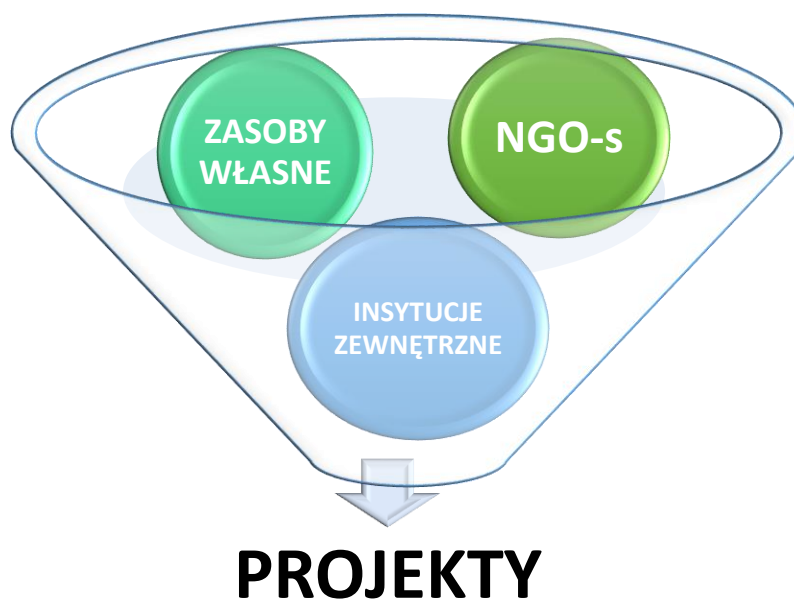 ZASOBY
WŁASNE
NGO-s
INSYTUCJE
ZEWNĘTRZNE
PROJEKTY